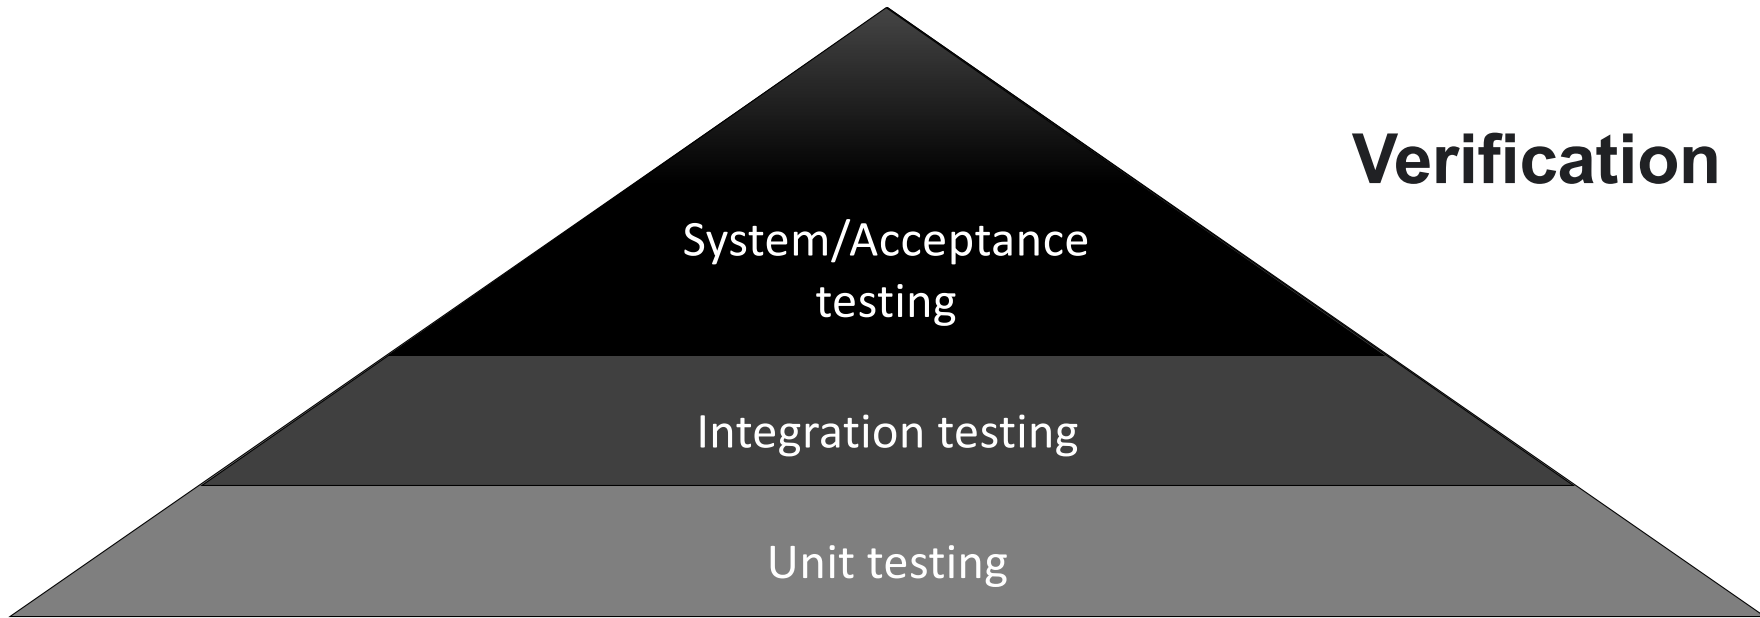 Verification
System/Acceptance
testing
Integration testing
Unit testing